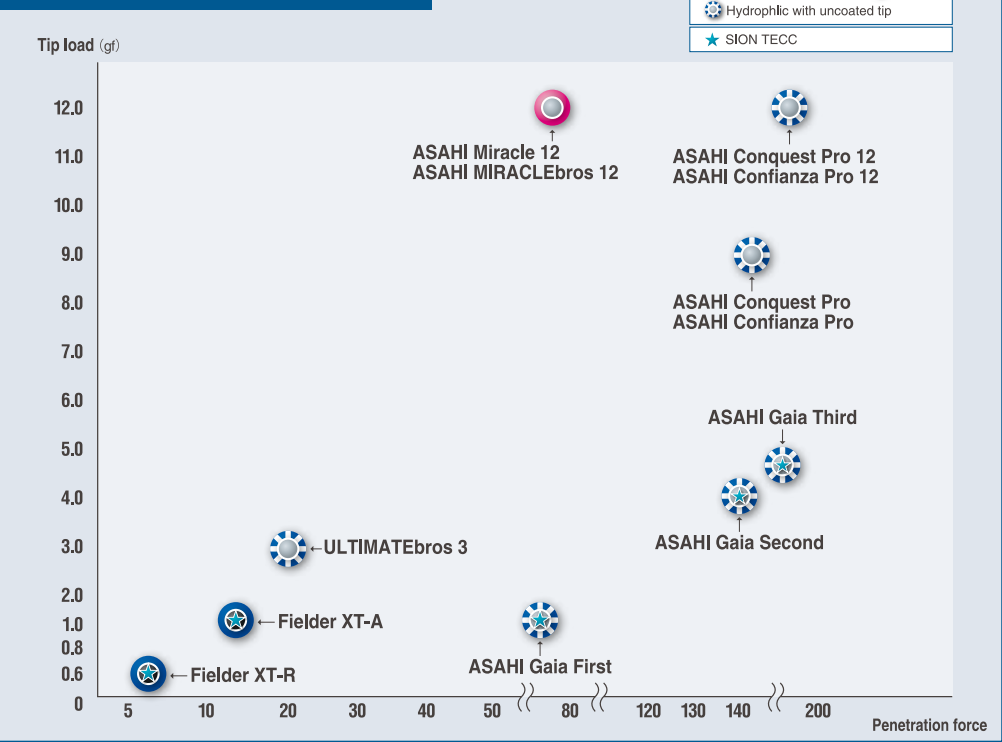 Hydrophlic with uncoated tip
SION TECC
Tip load (gf)
12.0
11.0
10.0
9.0
8.0
7.0
6.0
5.0
4.0
3.0
2.0
1.0
0.8
0.6
0
ASAHI Miracle 12
ASAHI MIRACLEbros 12
ASAHI Conquest Pro 12
ASAHI Confianza Pro 12
ASAHI Conquest Pro
ASAHI Confianza Pro
ASAHI Gaia Third
ASAHI Gaia Second
ULTIMATEbros 3
Fielder XT-A
ASAHI Gaia First
Fielder XT-R
5 10 20 30 40 50 80 120 130 140 200
Penetration force